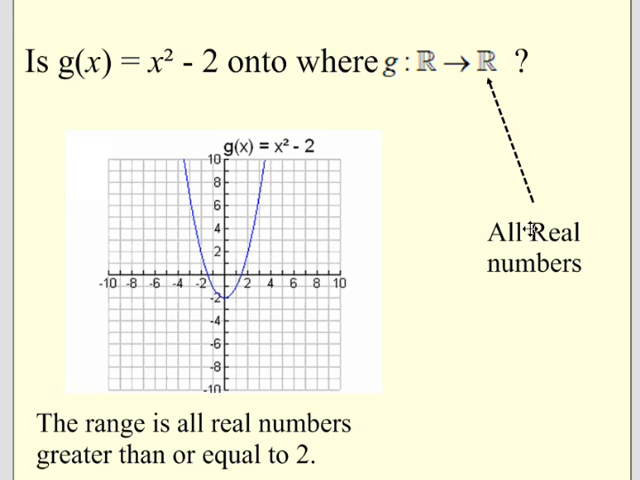 Is g(x) = x² - 2 onto where g : ℝ → ℝ ?
g(x) = x² - 2
10
8
6
4
2
-10 -8 -6 -4 -2 2 4 6 8 10
-2
-4
-6
-8
-10
All Real
numbers
The range is all real numbers
greater than or equal to 2.